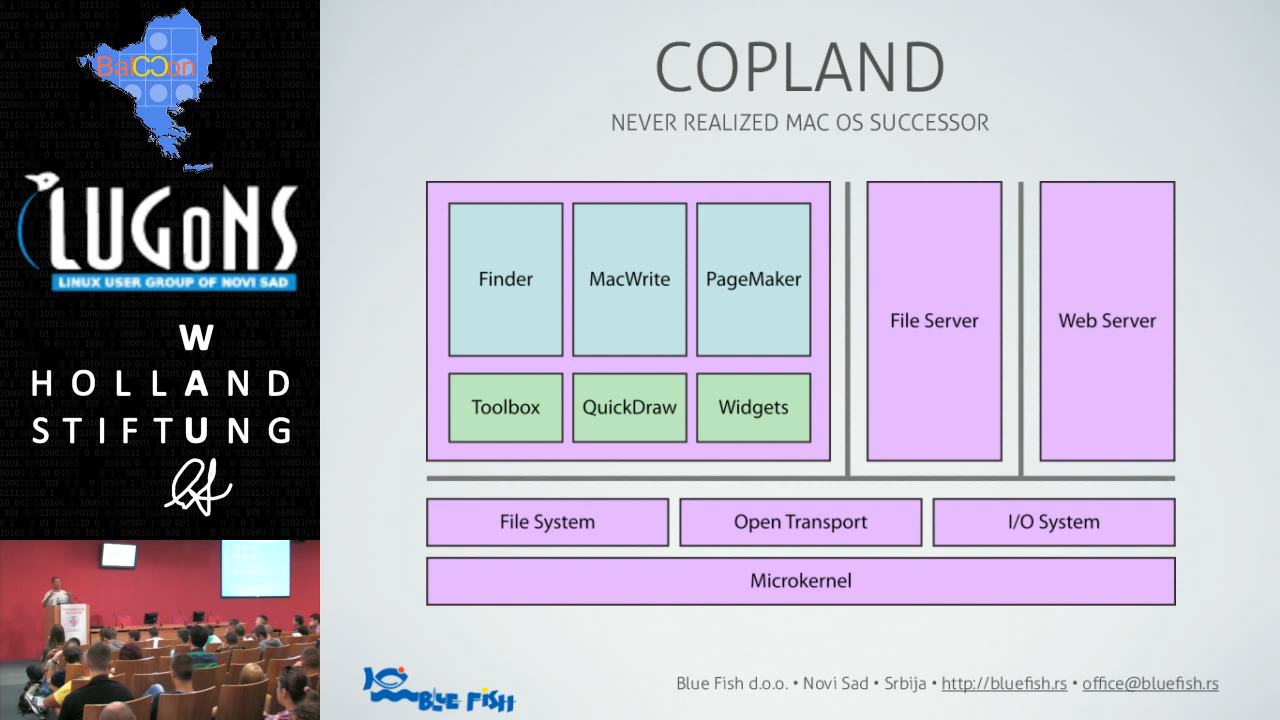 BalCCon
LUGoNS
LINUX USER GROUP OF NOVI SAD
W
HOLLAND
STIFTUNG
COPLAND
NEVER REALIZED MAC OS SUCCESSOR
Finder
MacWrite
PageMaker
Toolbox
QuickDraw
Widgets
File Server
Web Server
File System
Open Transport
I/O System
Microkernel
BLUE FISH
Blue Fish d.o.o. • Novi Sad • Srbija • http://bluefish.rs • office@bluefish.rs